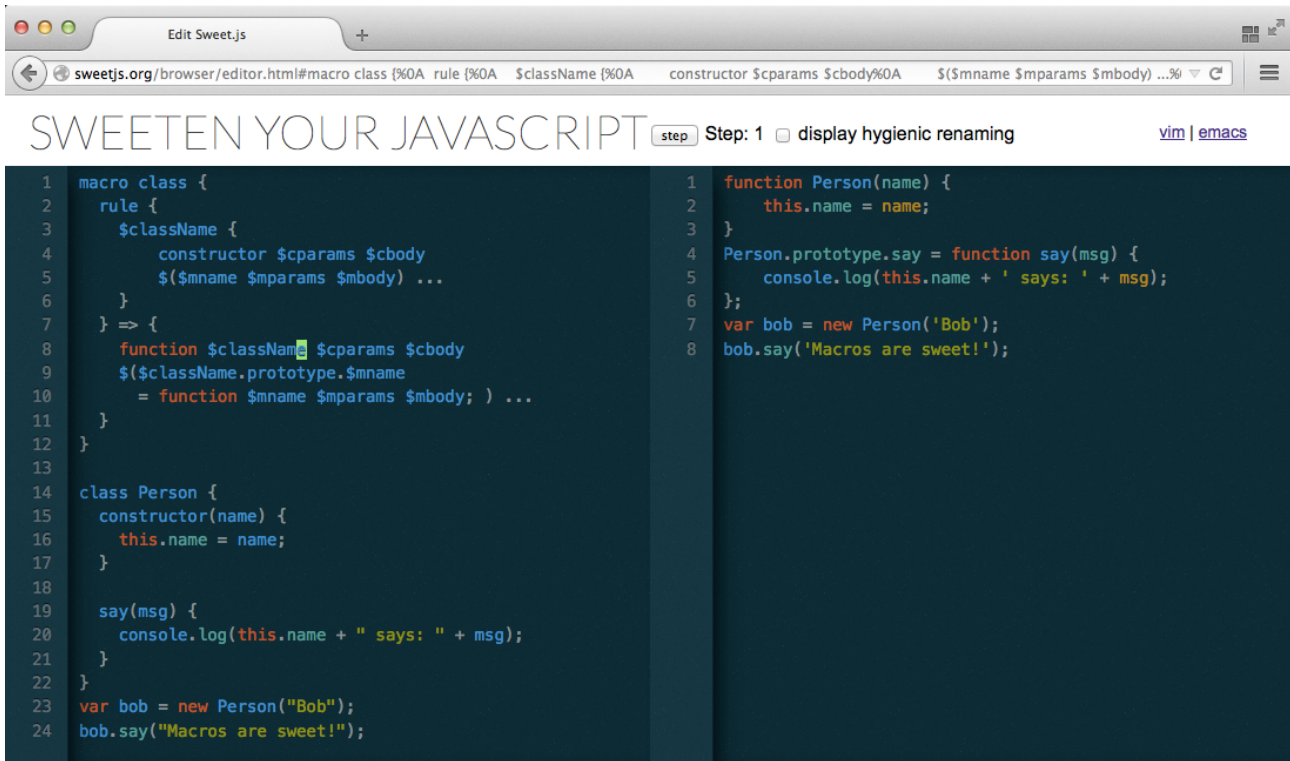 Edit Sweet.js
sweetjs.org/browser/editor.html#macro class {%0A  rule {%0A    $className {%0A        constructor $cparams $cbody%0A        $($mname $mparams $mbody) ...%
SWEETEN YOUR JAVASCRIPT step Step: 1 display hygienic renaming vim | emacs
1 macro class {
2   rule {
3     $className {
4         constructor $cparams $cbody
5         $($mname $mparams $mbody) ...
6     }
7   } => {
8     function $className $cparams $cbody
9     $($className.prototype.$mname
10       = function $mname $mparams $mbody; ) ...
11   }
12 }
13
14 class Person {
15   constructor(name) {
16     this.name = name;
17   }
18
19   say(msg) {
20     console.log(this.name + " says: " + msg);
21   }
22 }
23 var bob = new Person("Bob");
24 bob.say("Macros are sweet!");
1 function Person(name) {
2     this.name = name;
3 }
4 Person.prototype.say = function say(msg) {
5     console.log(this.name + ' says: ' + msg);
6 };
7 var bob = new Person('Bob');
8 bob.say('Macros are sweet!');